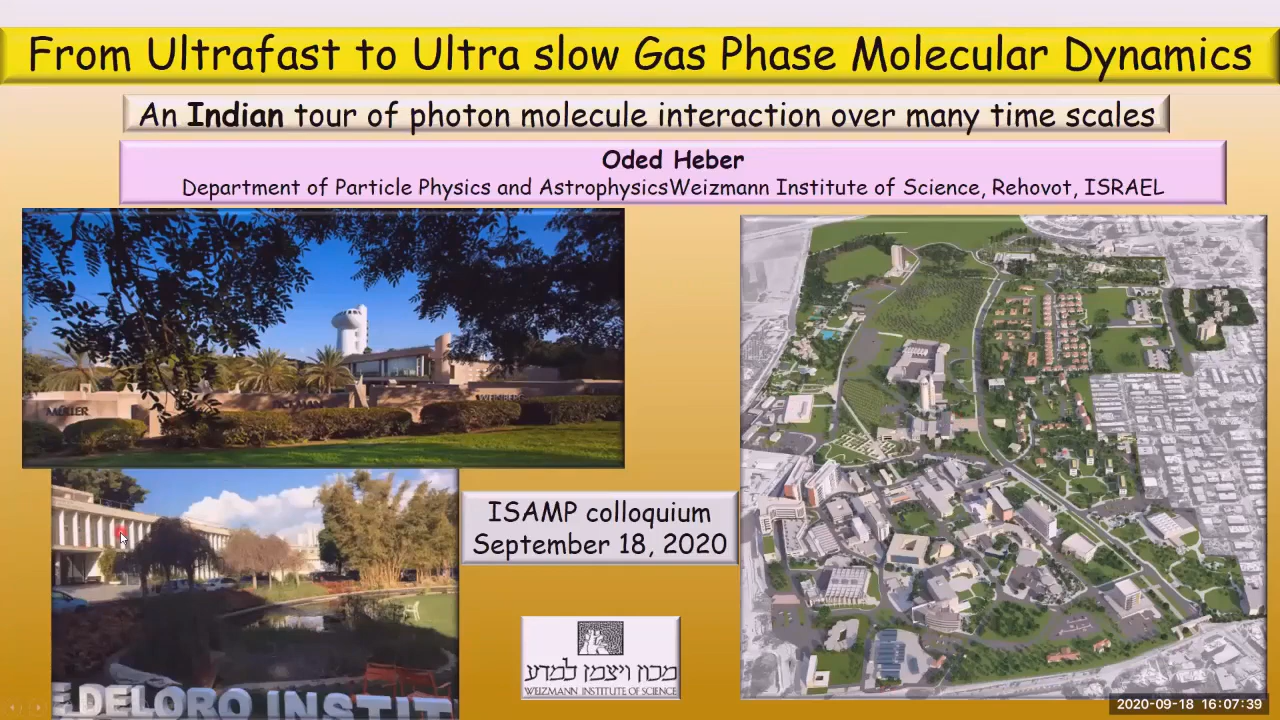 From Ultrafast to Ultra slow Gas Phase Molecular Dynamics
An Indian tour of photon molecule interaction over many time scales
Oded Heber
Department of Particle Physics and AstrophysicsWeizmann Institute of Science, Rehovot, ISRAEL
MULLER
ISAMP colloquium
September 18, 2020
DELORO INSTIT
מכון ויצמן למדע
WEIZMANN INSTITUTE OF SCIENCE
2020-09-18 16:07:39